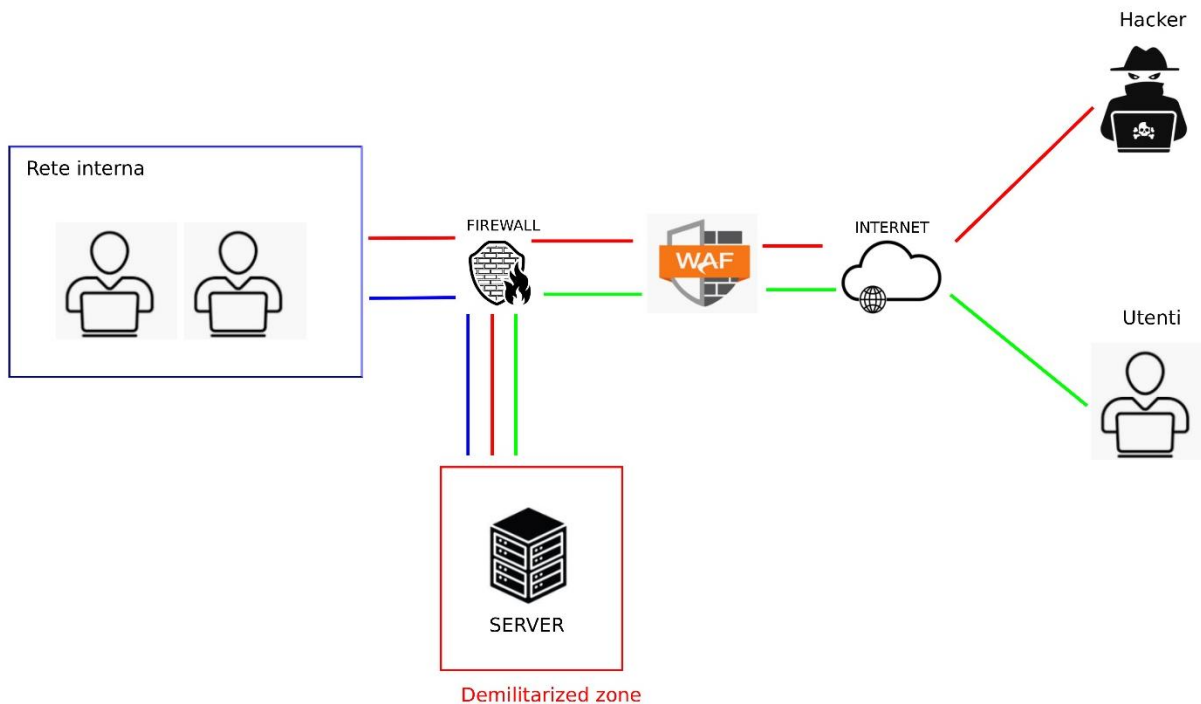 Hacker
Rete interna
FIREWALL
WAF
INTERNET
Utenti
SERVER
Demilitarized zone